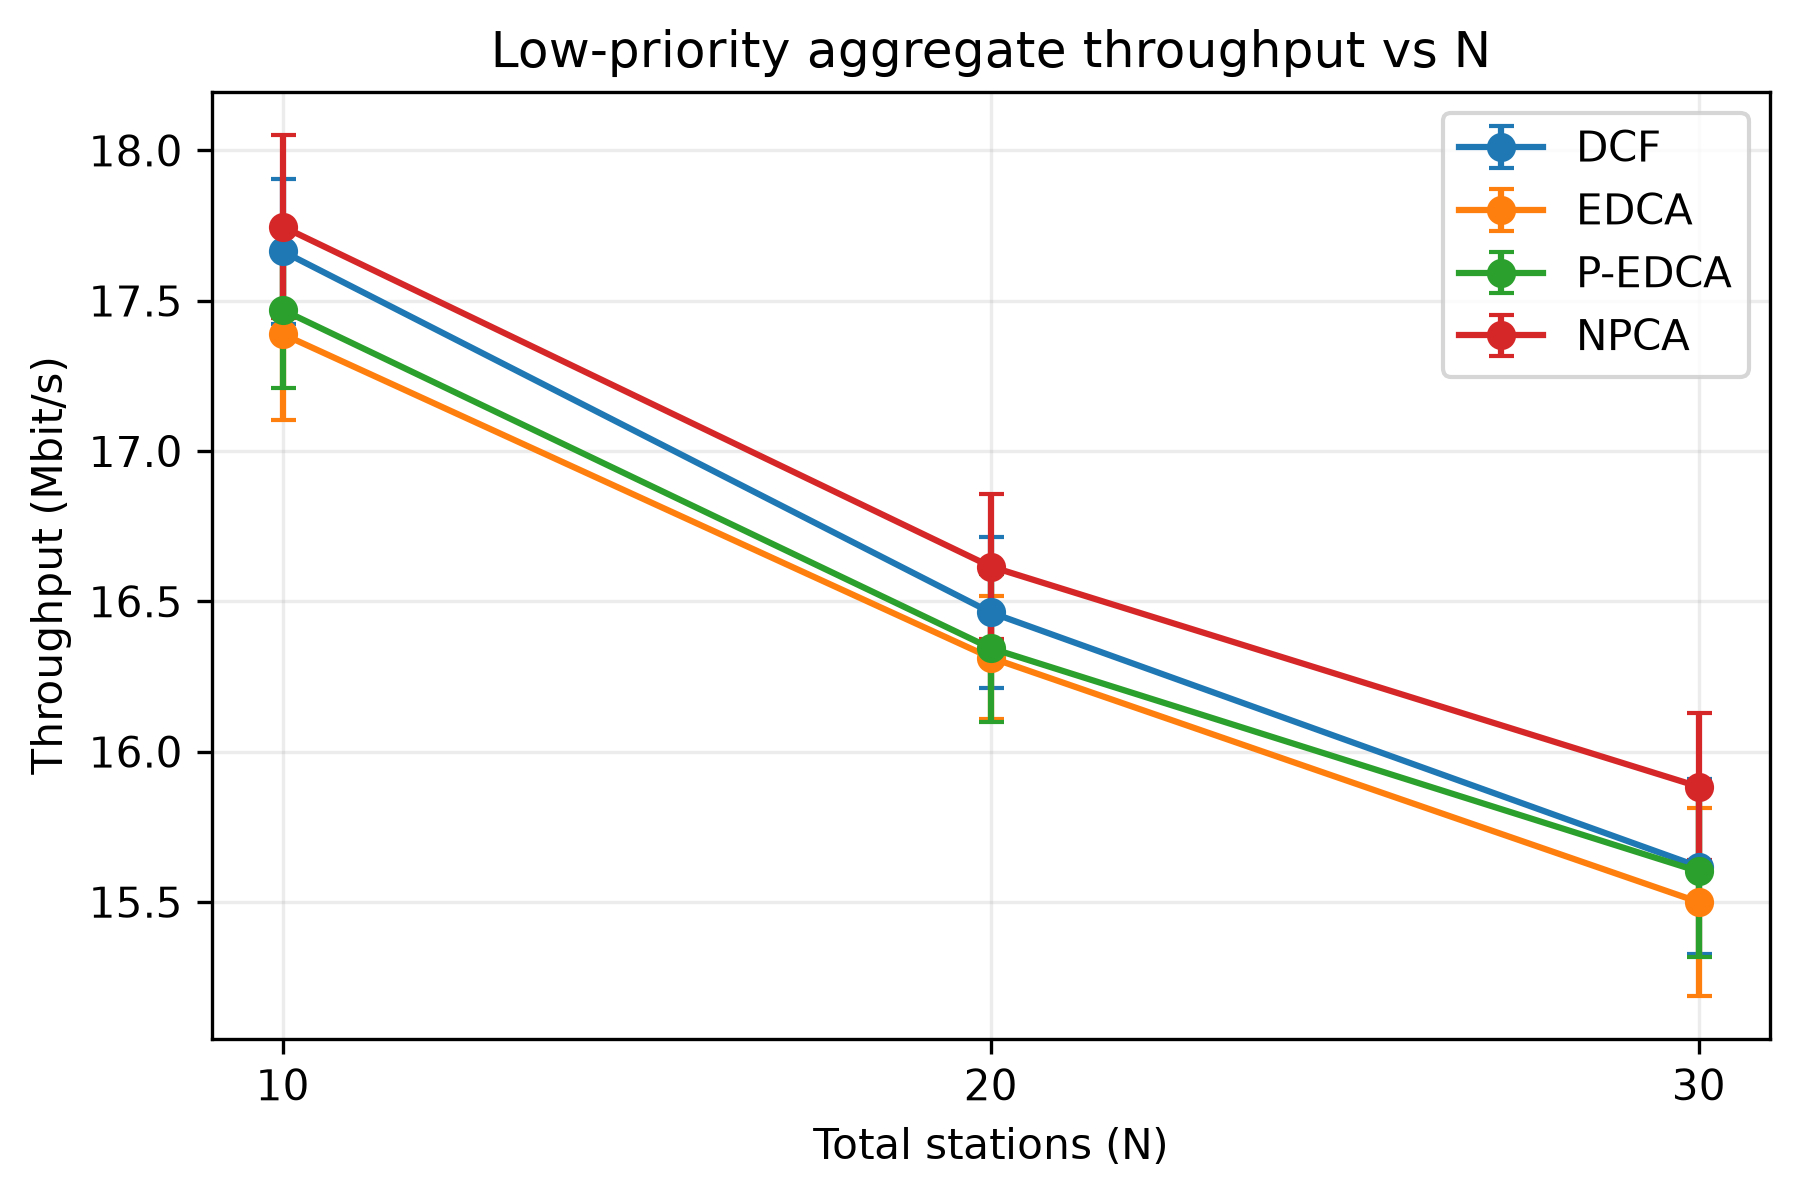 Low-priority aggregate throughput vs N
Throughput (Mbit/s)
18.0
17.5
17.0
16.5
16.0
15.5
DCF
EDCA
P-EDCA
NPCA
10
20
30
Total stations (N)